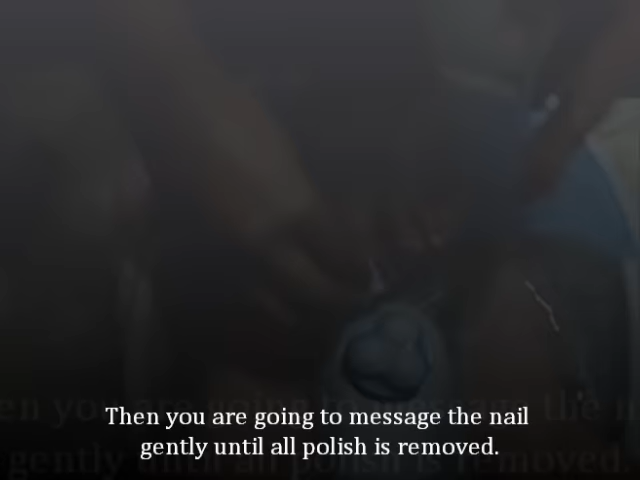 Then you are going to message the nail
gently until all polish is removed.